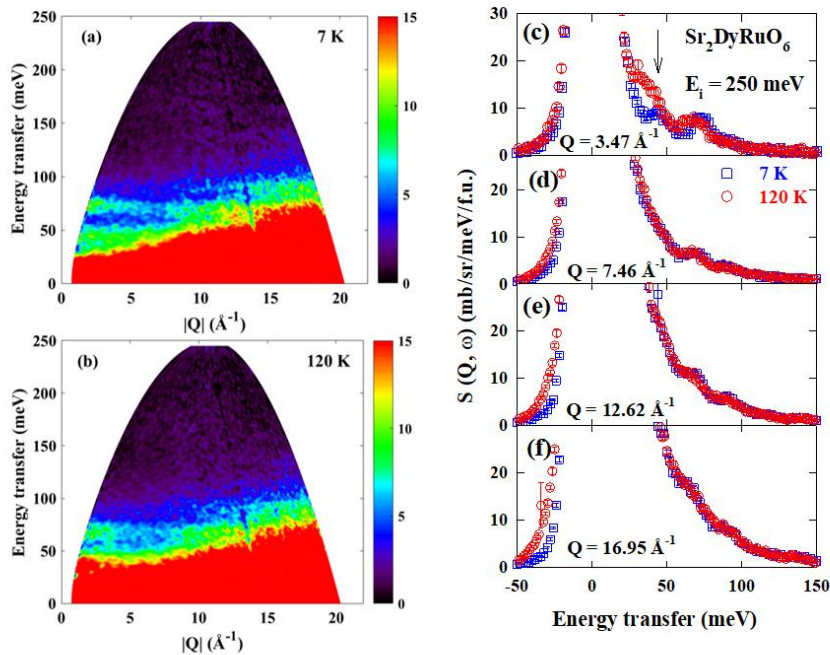 (a)
7 K
Energy transfer (meV)
250
200
150
100
50
0
0
5
10
15
20
|Q| (Å⁻¹)
15
10
5
0
(b)
120 K
Energy transfer (meV)
250
200
150
100
50
0
0
5
10
15
20
|Q| (Å⁻¹)
15
10
5
0
(c)
Sr₂DyRuO₆
Eᵢ = 250 meV
Q = 3.47 Å⁻¹
30
20
10
0
(d)
7 K
120 K
Q = 7.46 Å⁻¹
20
10
0
(e)
Q = 12.62 Å⁻¹
20
10
0
(f)
Q = 16.95 Å⁻¹
20
10
0
S (Q, ω) (mb/sr/meV/f.u.)
-50
0
50
100
150
Energy transfer (meV)